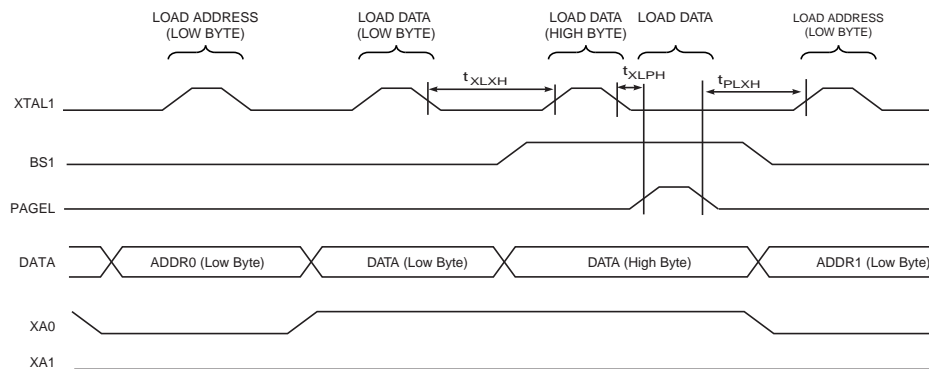 LOAD ADDRESS
(LOW BYTE)
LOAD DATA
(LOW BYTE)
LOAD DATA
(HIGH BYTE)
LOAD DATA
LOAD ADDRESS
(LOW BYTE)
tXLXH
tXLPH
tPLXH
XTAL1
BS1
PAGEL
DATA
ADDR0 (Low Byte)
DATA (Low Byte)
DATA (High Byte)
ADDR1 (Low Byte)
XA0
XA1